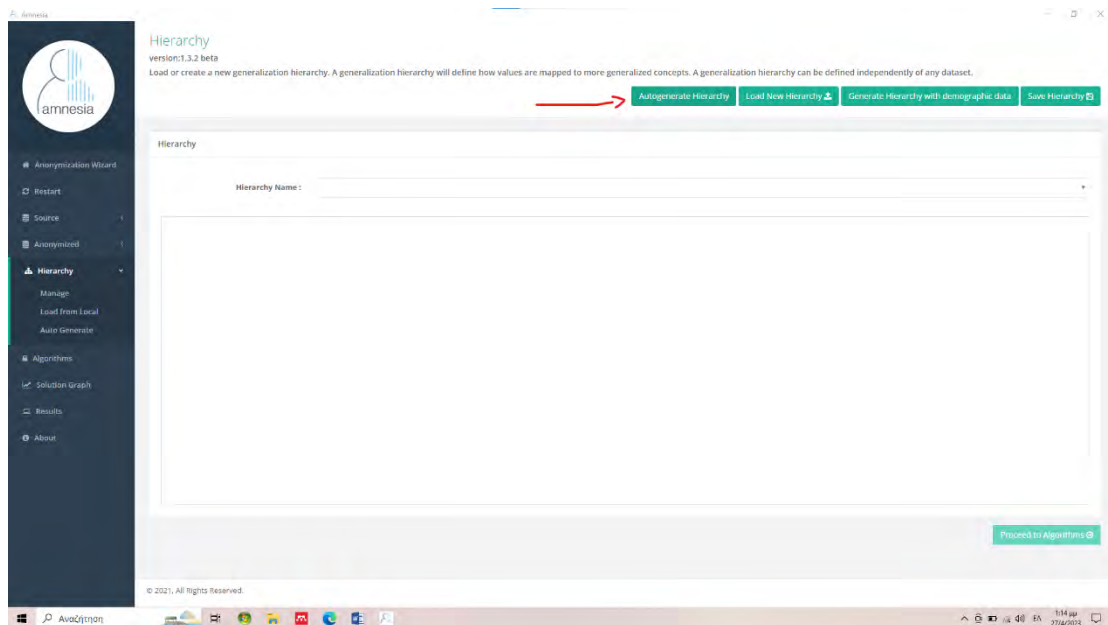 Amnesia
amnesia
Hierarchy
version:1.3.2 beta
Load or create a new generalization hierarchy. A generalization hierarchy will define how values are mapped to more generalized concepts. A generalization hierarchy can be defined independently of any dataset.
Autogenerate Hierarchy
Load New Hierarchy
Generate Hierarchy with demographic data
Save Hierarchy
Hierarchy
Hierarchy Name :
Anonymization Wizard
Restart
Source
Anonymized
Hierarchy
Manage
Load from Local
Auto Generate
Algorithms
Solution Graph
Results
About
Proceed to Algorithms
© 2021, All Rights Reserved.
Αναζήτηση
ΕΛ
1:14 μμ
27/4/2023